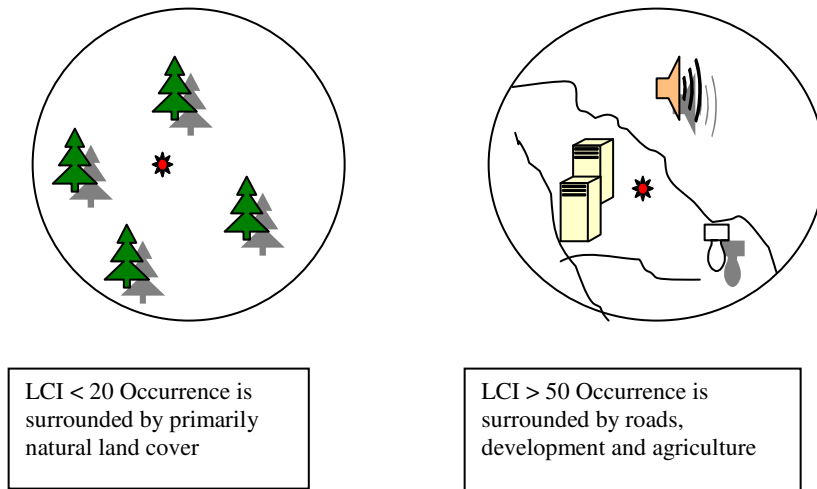 LCI < 20 Occurrence is
surrounded by primarily
natural land cover
LCI > 50 Occurrence is
surrounded by roads,
development and agriculture